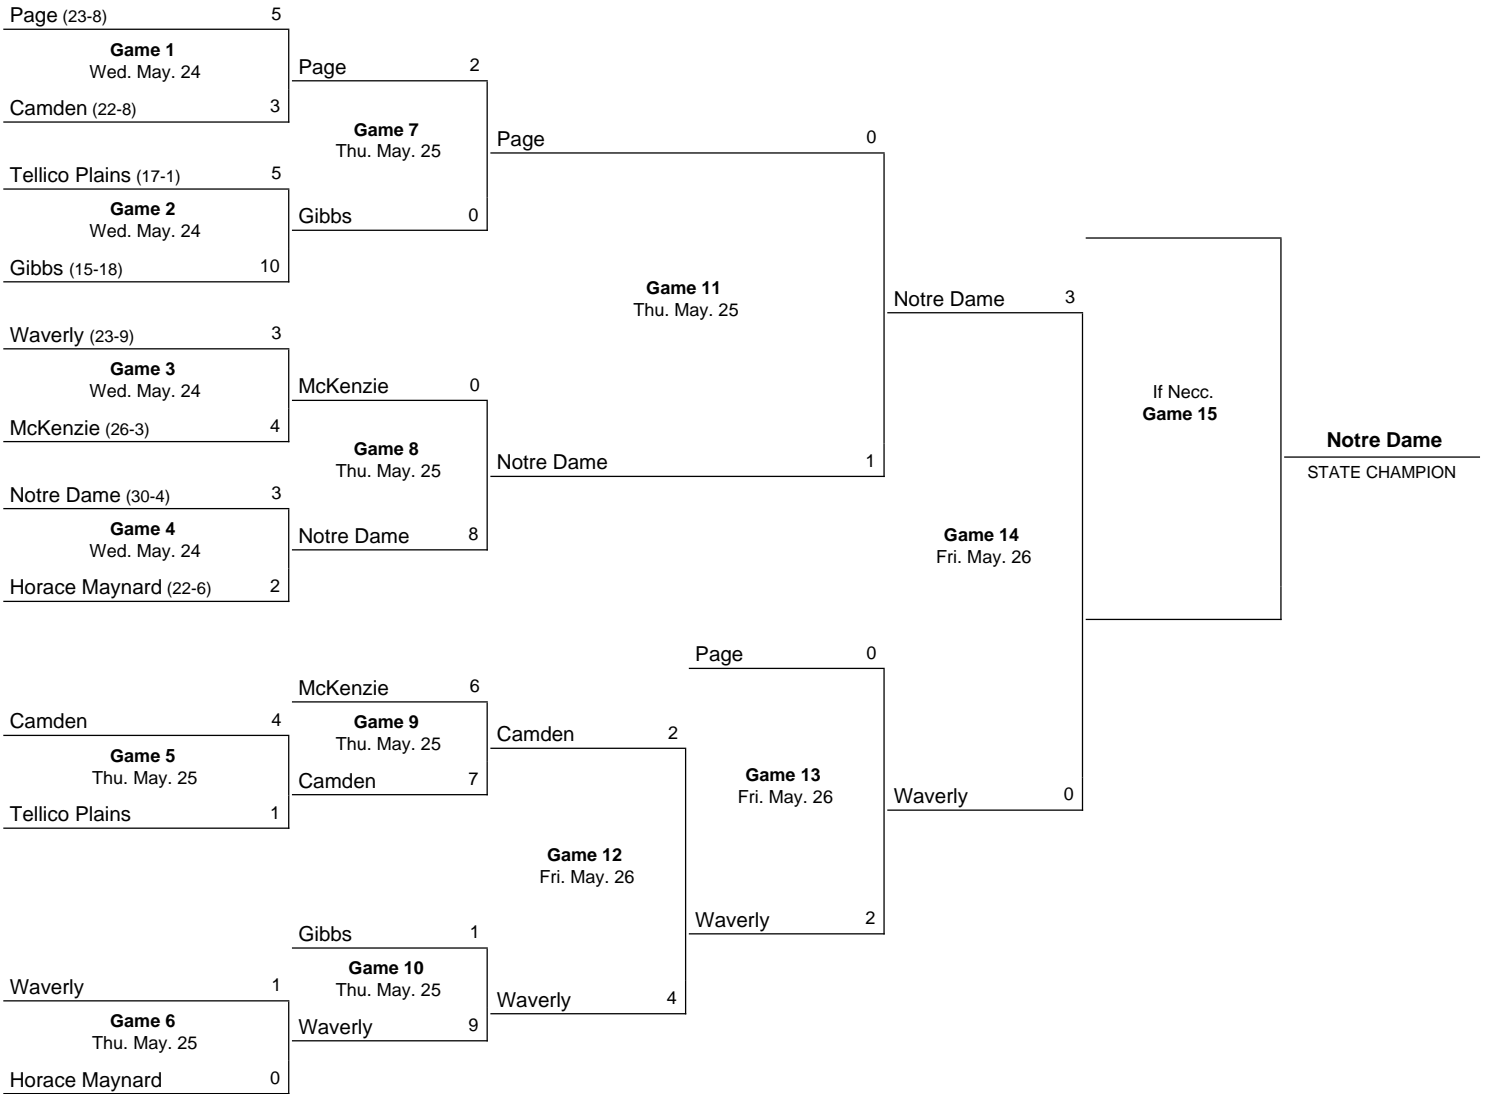 Page (23-8) 5
Game 1
Wed. May. 24
Camden (22-8) 3
Tellico Plains (17-1) 5
Game 2
Wed. May. 24
Gibbs (15-18) 10
Waverly (23-9) 3
Game 3
Wed. May. 24
McKenzie (26-3) 4
Notre Dame (30-4) 3
Game 4
Wed. May. 24
Horace Maynard (22-6) 2
Camden 4
Game 5
Thu. May. 25
Tellico Plains 1
Waverly 1
Game 6
Thu. May. 25
Horace Maynard 0
Page 2
Game 7
Thu. May. 25
Gibbs 0
McKenzie 0
Game 8
Thu. May. 25
Notre Dame 8
McKenzie 6
Game 9
Thu. May. 25
Camden 7
Gibbs 1
Game 10
Thu. May. 25
Waverly 9
Page 0
Game 11
Thu. May. 25
Notre Dame 1
Camden 2
Game 12
Fri. May. 26
Waverly 4
Page 0
Game 13
Fri. May. 26
Waverly 2
Notre Dame 3
Game 14
Fri. May. 26
Waverly 0
If Necc.
Game 15
Notre Dame
STATE CHAMPION